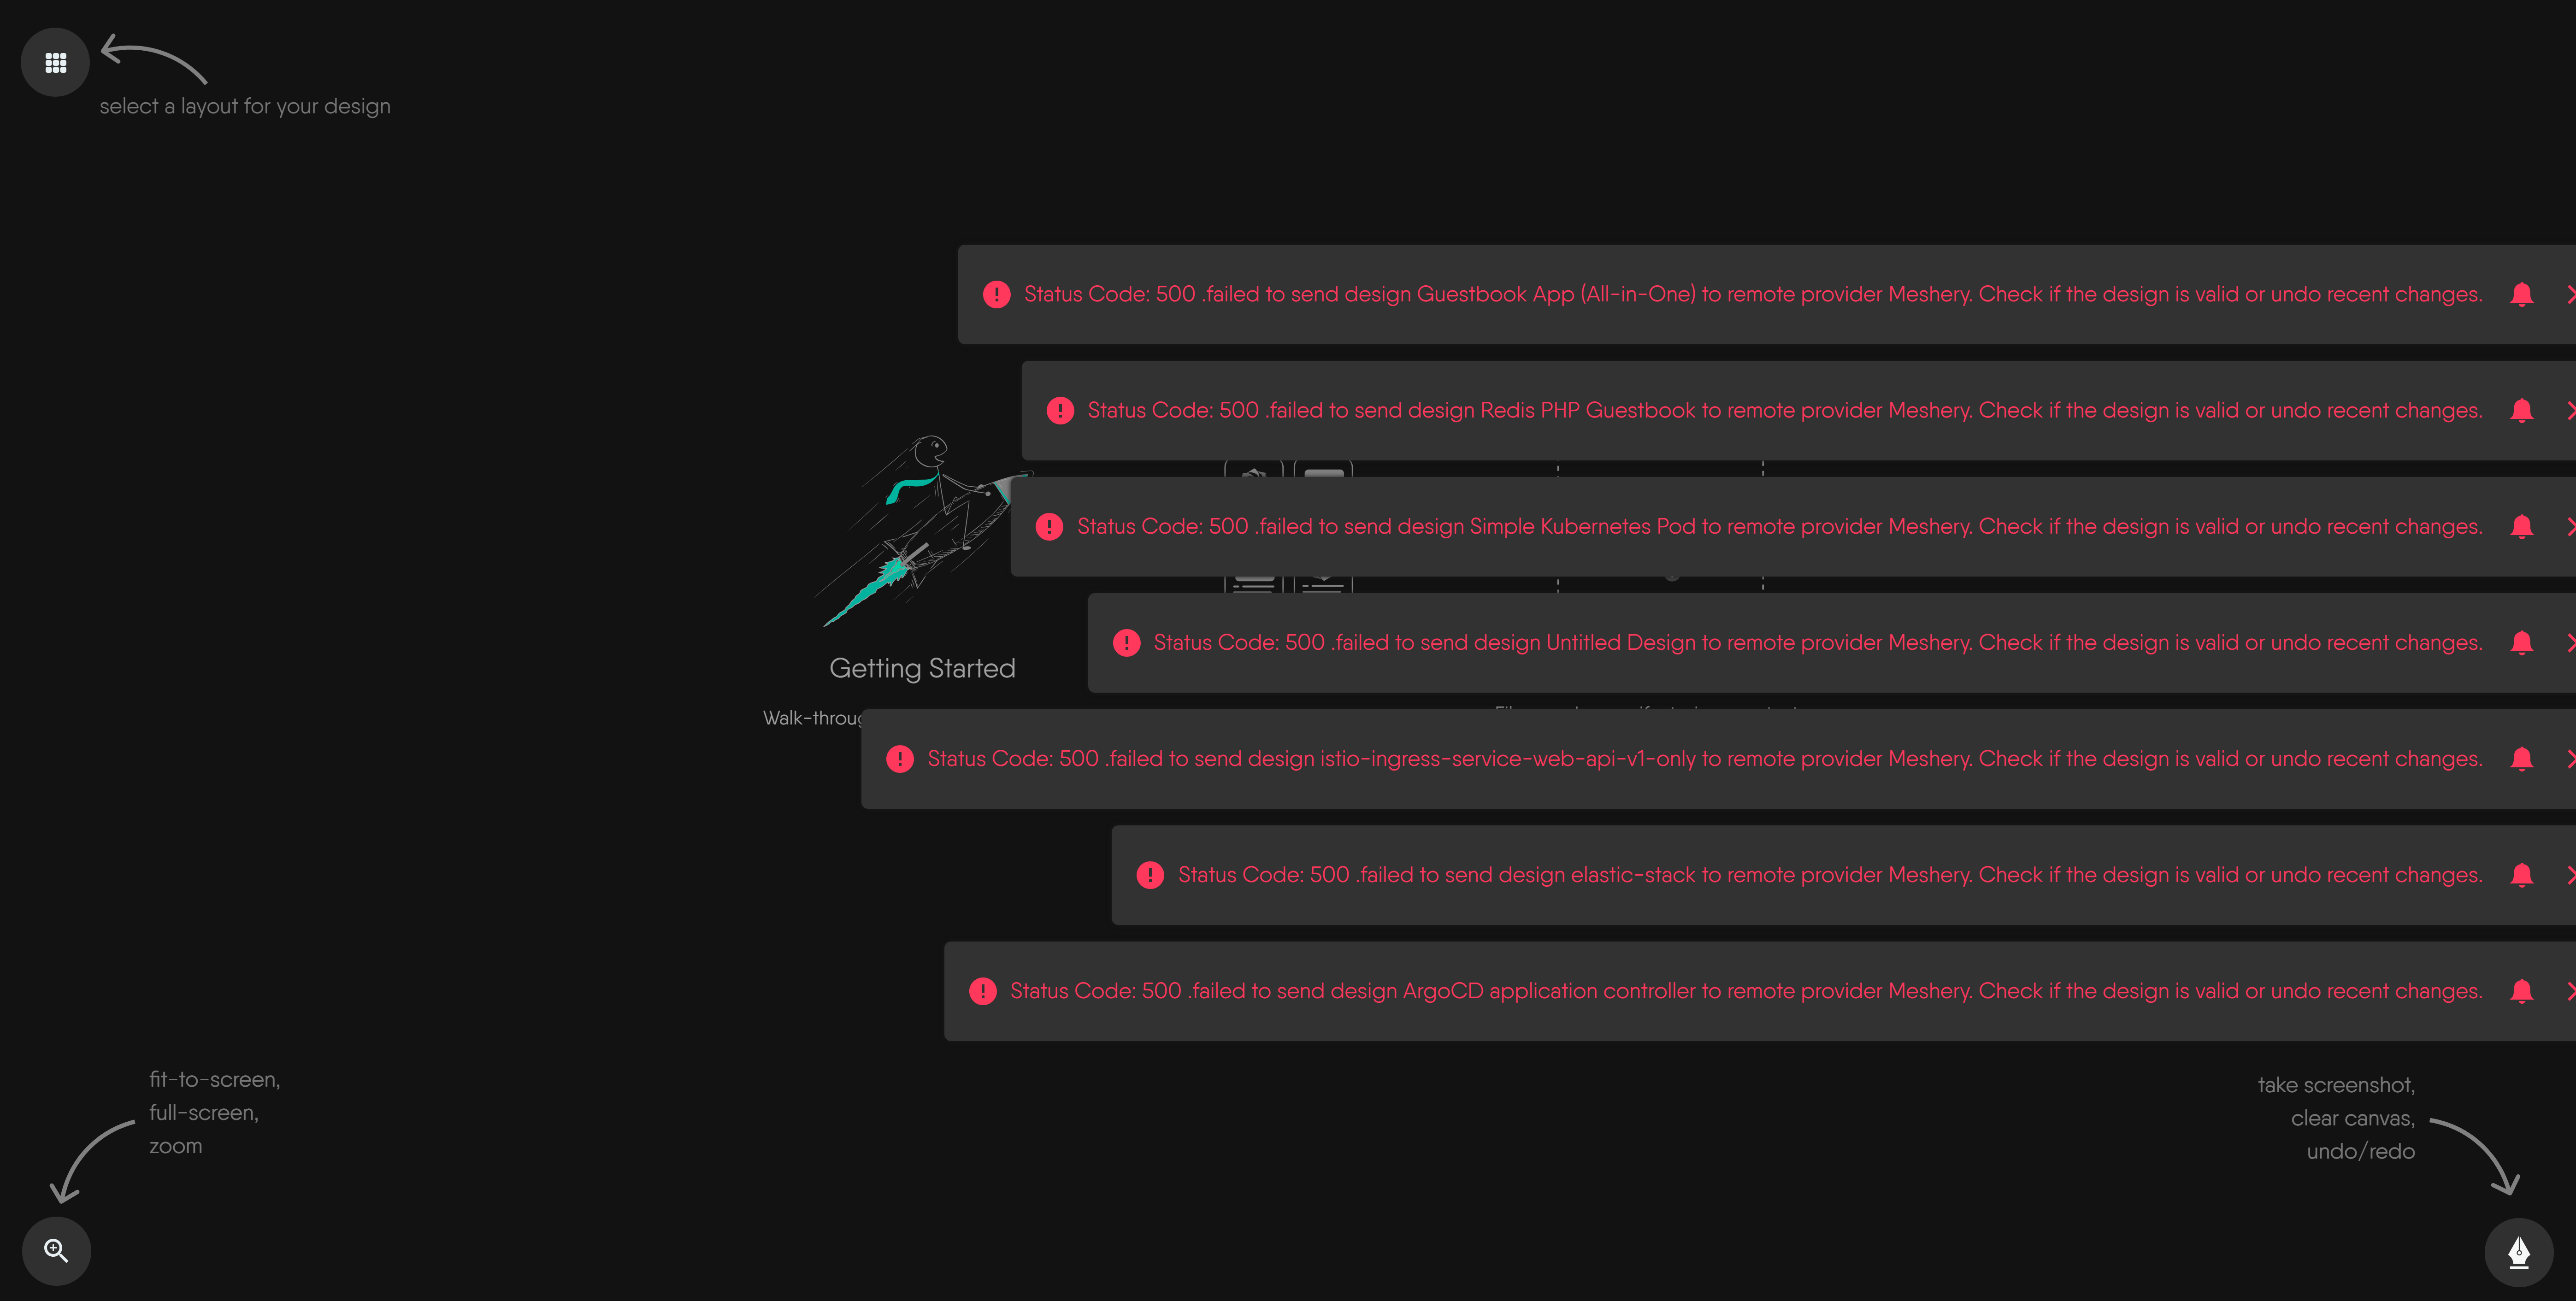 select a layout for your design
Status Code: 500 .failed to send design Guestbook App (All-in-One) to remote provider Meshery. Check if the design is valid or undo recent changes.
Status Code: 500 .failed to send design Redis PHP Guestbook to remote provider Meshery. Check if the design is valid or undo recent changes.
Status Code: 500 .failed to send design Simple Kubernetes Pod to remote provider Meshery. Check if the design is valid or undo recent changes.
Status Code: 500 .failed to send design Untitled Design to remote provider Meshery. Check if the design is valid or undo recent changes.
Getting Started
Status Code: 500 .failed to send design istio-ingress-service-web-api-v1-only to remote provider Meshery. Check if the design is valid or undo recent changes.
Status Code: 500 .failed to send design elastic-stack to remote provider Meshery. Check if the design is valid or undo recent changes.
Status Code: 500 .failed to send design ArgoCD application controller to remote provider Meshery. Check if the design is valid or undo recent changes.
fit-to-screen,
full-screen,
zoom
take screenshot,
clear canvas,
undo/redo